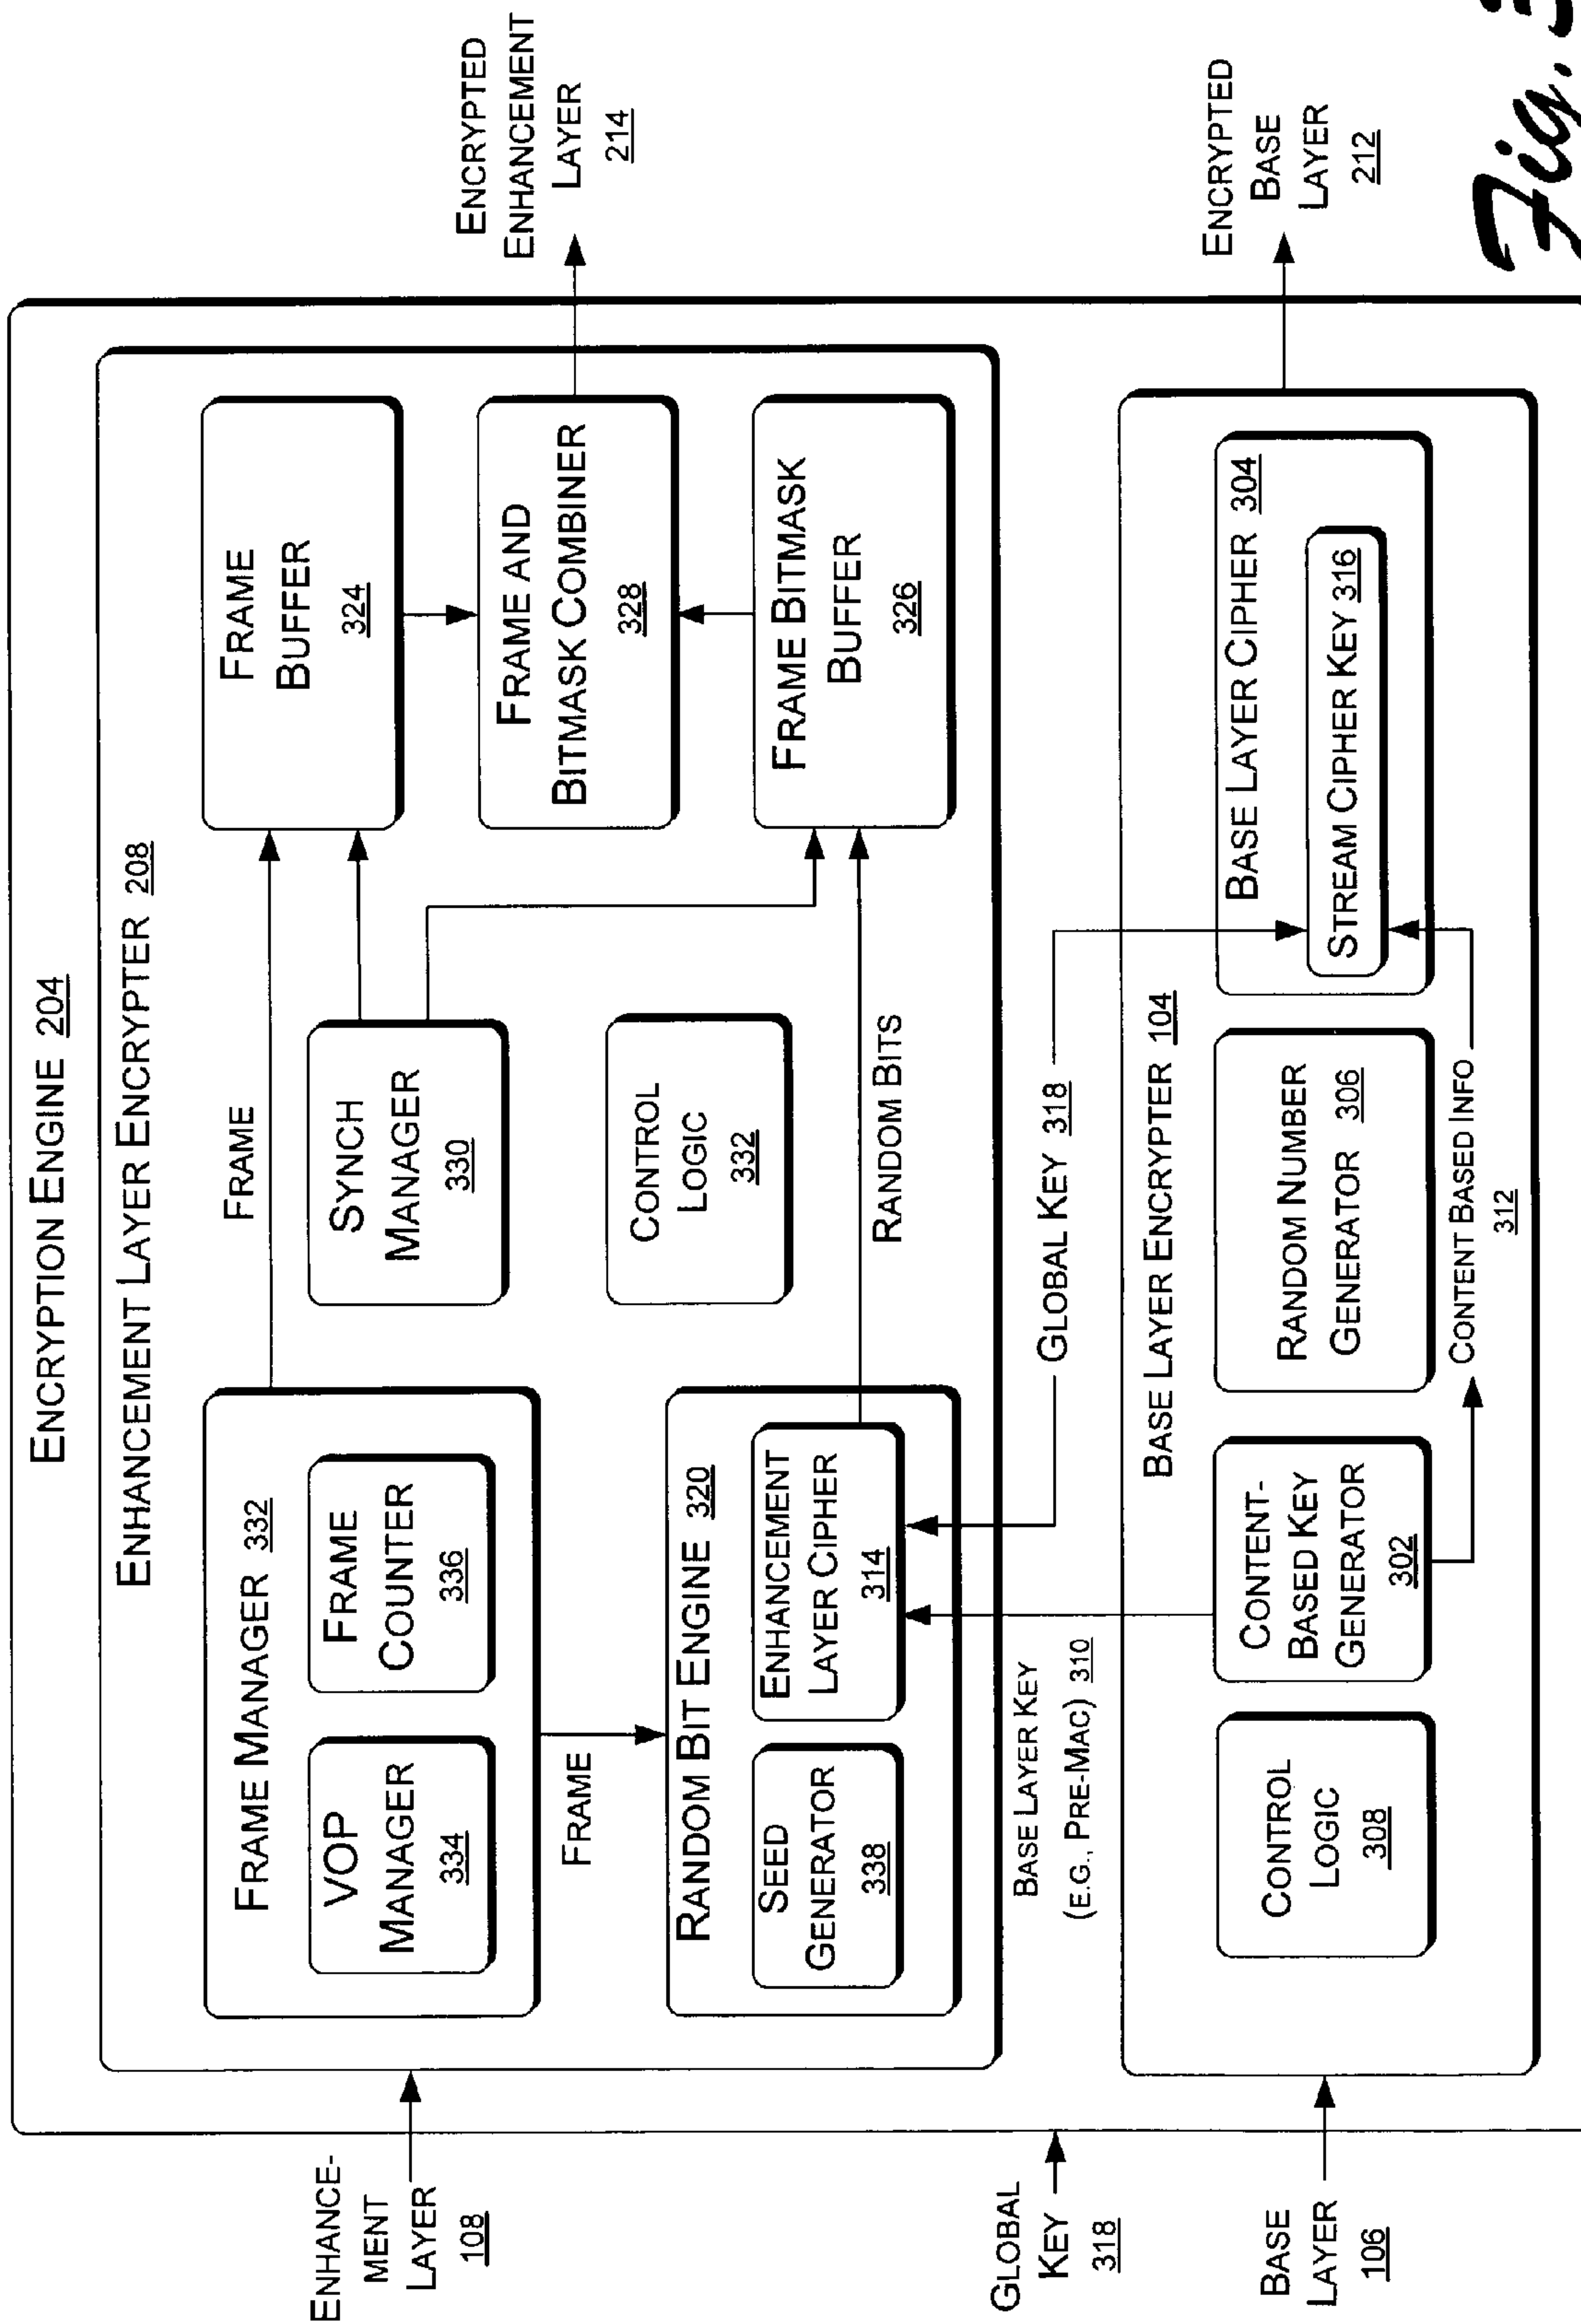 ENCRYPTION ENGINE 204
ENHANCEMENT LAYER ENCRYPTER 208
ENHANCE-
MENT
LAYER
108
FRAME MANAGER 332
VOP
MANAGER
334
FRAME
COUNTER
336
FRAME
FRAME
BUFFER
324
SYNCH
MANAGER
330
FRAME AND
BITMASK COMBINER
328
ENCRYPTED
ENHANCEMENT
LAYER
214
FRAME
RANDOM BIT ENGINE 320
SEED
GENERATOR
338
ENHANCEMENT
LAYER CIPHER
314
CONTROL
LOGIC
332
RANDOM BITS
FRAME BITMASK
BUFFER
326
GLOBAL
KEY
318
BASE LAYER KEY
(E.G., PRE-MAC) 310
GLOBAL KEY 318
BASE LAYER ENCRYPTER 104
BASE
LAYER
106
CONTROL
LOGIC
308
CONTENT-
BASED KEY
GENERATOR
302
RANDOM NUMBER
GENERATOR 306
BASE LAYER CIPHER 304
STREAM CIPHER KEY 316
CONTENT BASED INFO
312
ENCRYPTED
BASE
LAYER
212
Fig. 3